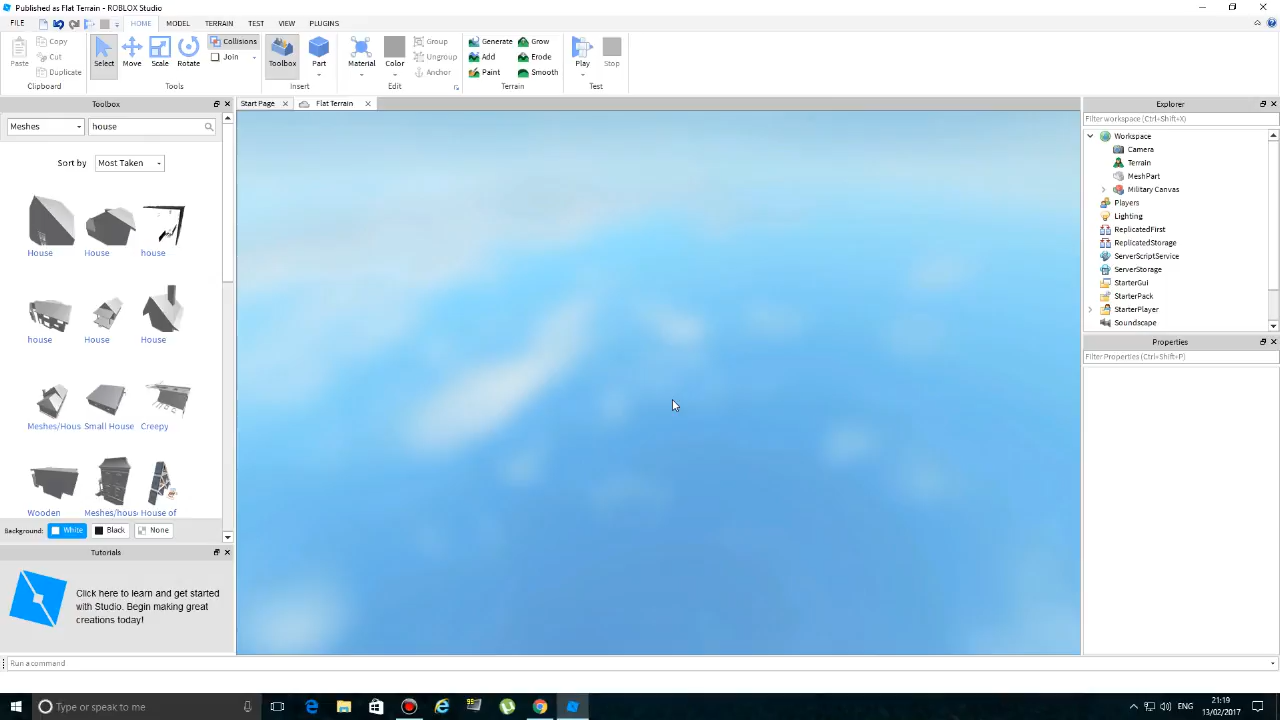 Published as Flat Terrain - ROBLOX Studio
FILE HOME MODEL TERRAIN TEST VIEW PLUGINS
Paste Copy Cut Duplicate
Clipboard
Select Move Scale Rotate Collisions Join
Tools
Toolbox Part
Insert
Material Color Group Ungroup Anchor
Edit
Generate Grow
Add Erode
Paint Smooth
Terrain
Play Stop
Test
Toolbox
Meshes house
Sort by Most Taken
House House house
house House House
Meshes/Hous Small House Creepy
Wooden Meshes/hous House of
Background: White Black None
Tutorials
Click here to learn and get started
with Studio. Begin making great
creations today!
Start Page Flat Terrain
Explorer
Filter workspace (Ctrl+Shift+X)
Workspace
Camera
Terrain
MeshPart
Military Canvas
Players
Lighting
ReplicatedFirst
ReplicatedStorage
ServerScriptService
ServerStorage
StarterGui
StarterPack
StarterPlayer
Soundscape
Properties
Filter Properties (Ctrl+Shift+P)
Run a command
Type or speak to me
ENG
21:19
13/02/2017